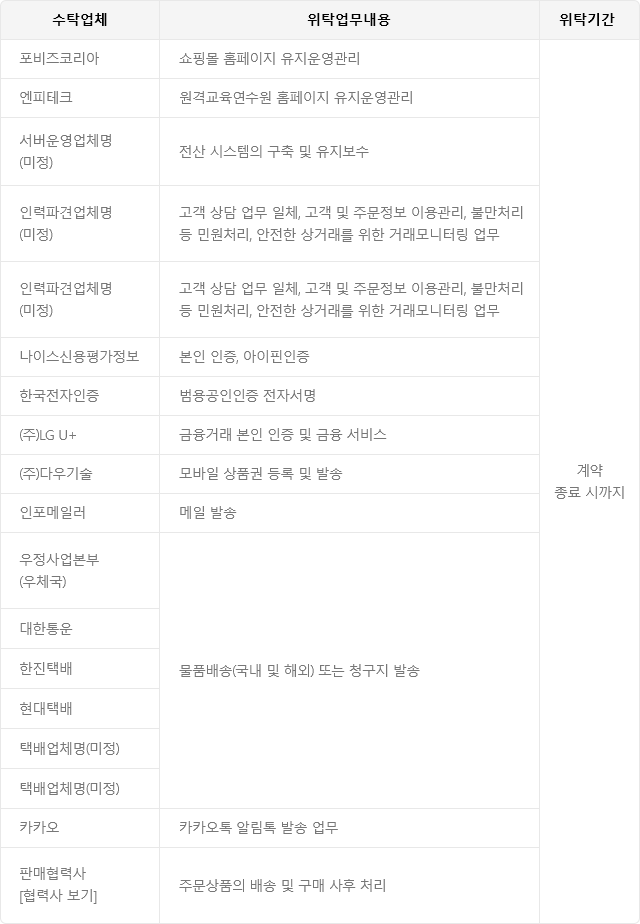 수탁업체
위탁업무내용
위탁기간
포비즈코리아
쇼핑몰 홈페이지 유지운영관리
엔피테크
원격교육연수원 홈페이지 유지운영관리
서버운영업체명
(미정)
전산 시스템의 구축 및 유지보수
인력파견업체명
(미정)
고객 상담 업무 일체, 고객 및 주문정보 이용관리, 불만처리
등 민원처리, 안전한 상거래를 위한 거래모니터링 업무
인력파견업체명
(미정)
고객 상담 업무 일체, 고객 및 주문정보 이용관리, 불만처리
등 민원처리, 안전한 상거래를 위한 거래모니터링 업무
나이스신용평가정보
본인 인증, 아이핀인증
한국전자인증
범용공인인증 전자서명
(주)LG U+
금융거래 본인 인증 및 금융 서비스
(주)다우기술
모바일 상품권 등록 및 발송
인포메일러
메일 발송
계약
종료 시까지
우정사업본부
(우체국)
대한통운
한진택배
현대택배
택배업체명(미정)
택배업체명(미정)
물품배송(국내 및 해외) 또는 청구지 발송
카카오
카카오톡 알림톡 발송 업무
판매협력사
[협력사 보기]
주문상품의 배송 및 구매 사후 처리